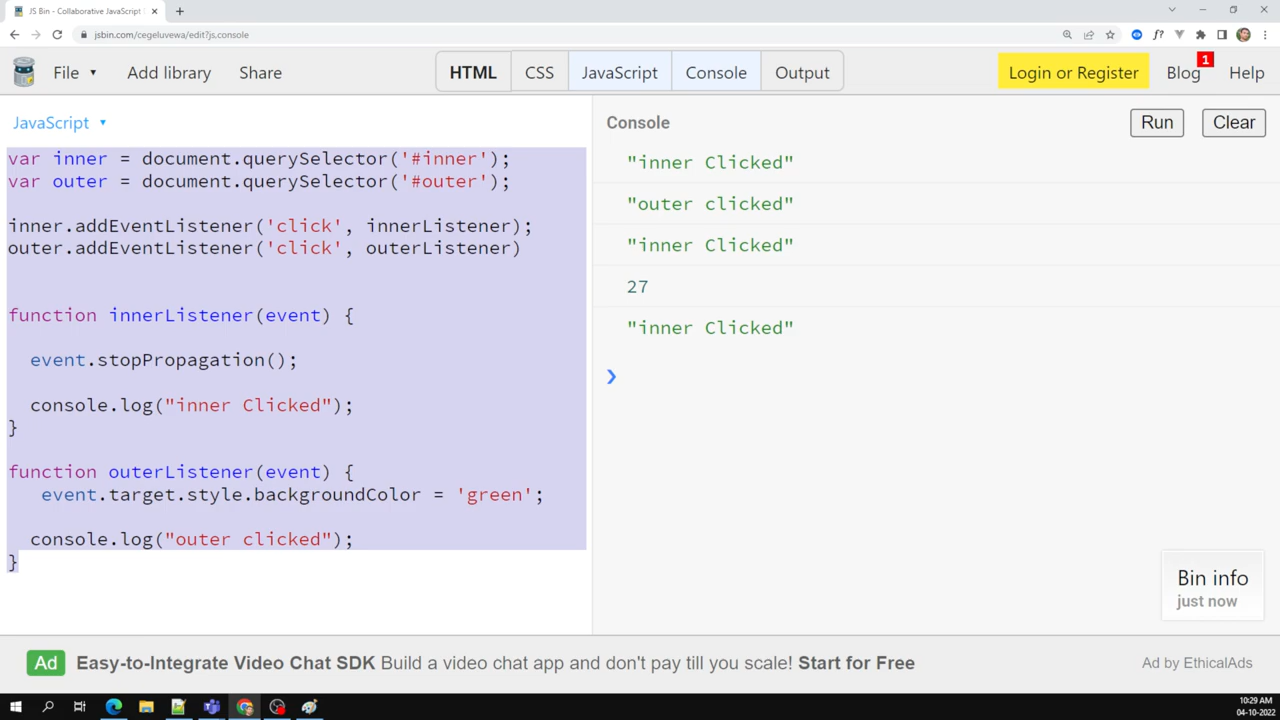 JS Bin - Collaborative JavaScript
jsbin.com/cegeluvewa/edit?js,console
File
Add library
Share
HTML
CSS
JavaScript
Console
Output
Login or Register
Blog
1
Help
JavaScript
var inner = document.querySelector('#inner');
var outer = document.querySelector('#outer');
inner.addEventListener('click', innerListener);
outer.addEventListener('click', outerListener)
function innerListener(event) {
event.stopPropagation();
console.log("inner Clicked");
}
function outerListener(event) {
event.target.style.backgroundColor = 'green';
console.log("outer clicked");
}
Console
Run
Clear
"inner Clicked"
"outer clicked"
"inner Clicked"
27
"inner Clicked"
Bin info
just now
Ad
Easy-to-Integrate Video Chat SDK Build a video chat app and don't pay till you scale! Start for Free
Ad by EthicalAds
10:29 AM
04-10-2022